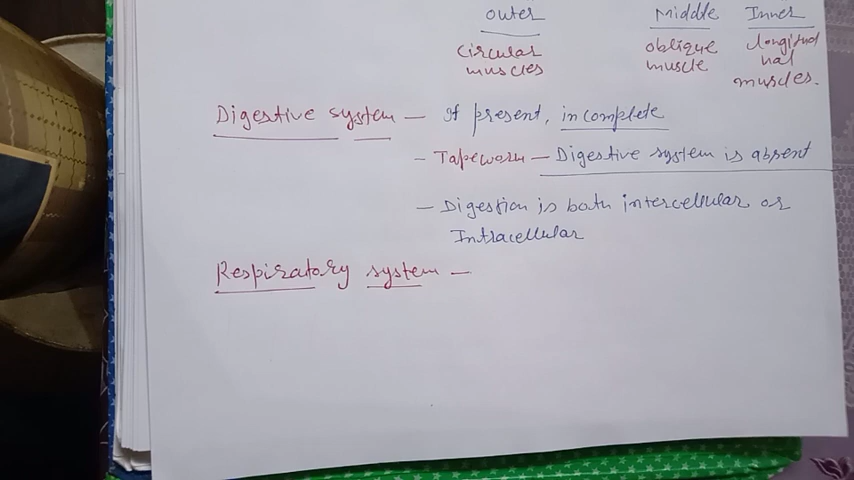 Outer Middle Inner
Circular muscles oblique muscle longitudnal muscles.
Digestive system — If present, incomplete
- Tapeworm — Digestive system is absent
- Digestion is both intercellular or
Intracellular
Respiratory system —